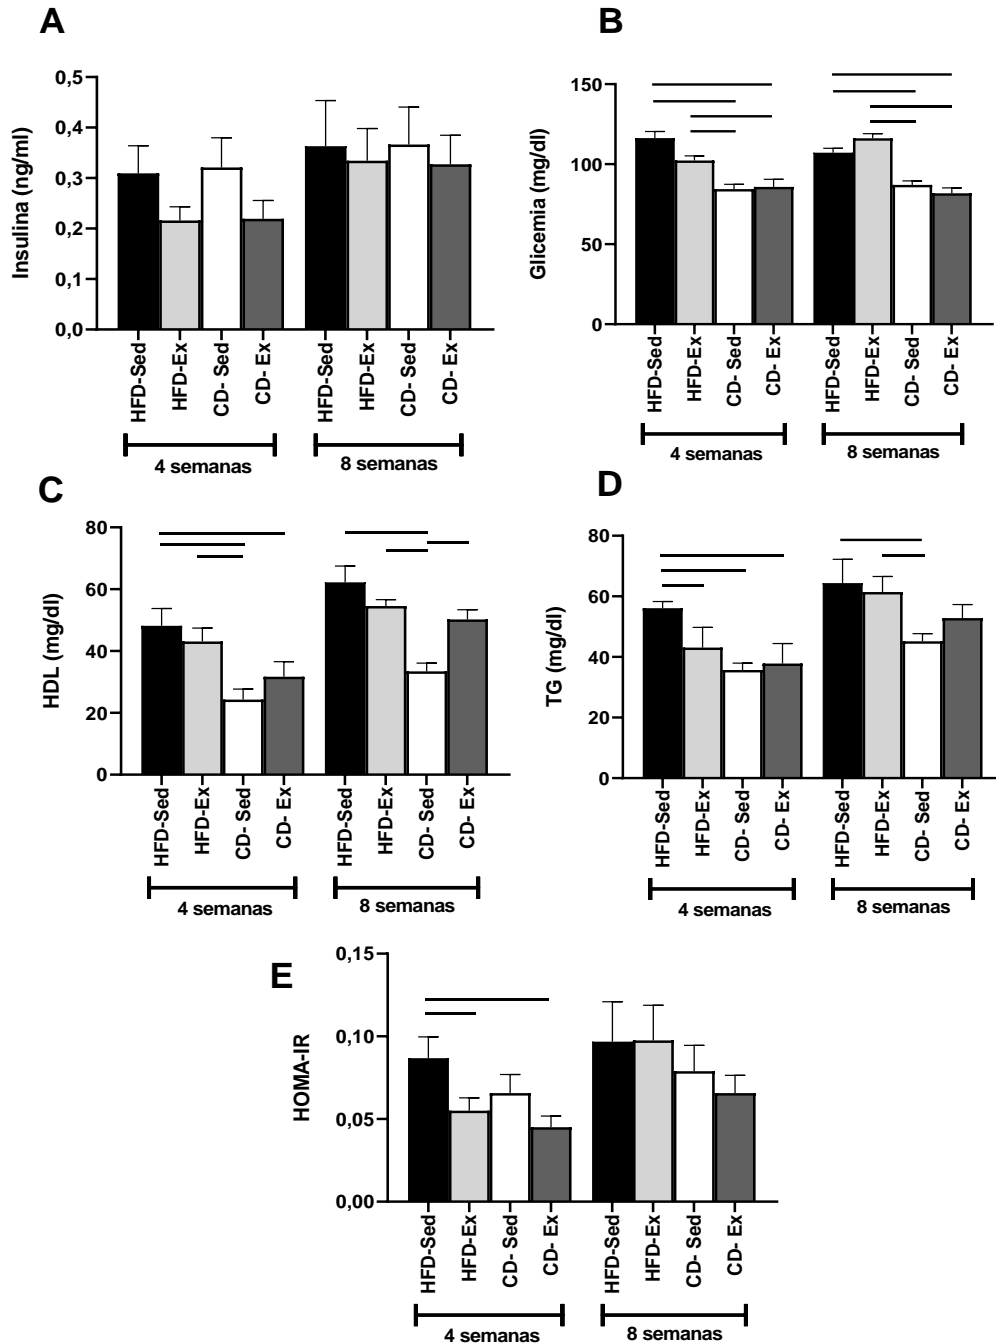 A
Insulina (ng/ml)
0,5
0,4
0,3
0,2
0,1
0,0
HFD-Sed
HFD-Ex
CD- Sed
CD- Ex
HFD-Sed
HFD-Ex
CD- Sed
CD- Ex
4 semanas
8 semanas
B
Glicemia (mg/dl)
150
100
50
0
HFD-Sed
HFD-Ex
CD- Sed
CD- Ex
HFD-Sed
HFD-Ex
CD- Sed
CD- Ex
4 semanas
8 semanas
C
HDL (mg/dl)
80
60
40
20
0
HFD-Sed
HFD-Ex
CD- Sed
CD- Ex
HFD-Sed
HFD-Ex
CD- Sed
CD- Ex
4 semanas
8 semanas
D
TG (mg/dl)
80
60
40
20
0
HFD-Sed
HFD-Ex
CD- Sed
CD- Ex
HFD-Sed
HFD-Ex
CD- Sed
CD- Ex
4 semanas
8 semanas
E
HOMA-IR
0,15
0,10
0,05
0,00
HFD-Sed
HFD-Ex
CD- Sed
CD- Ex
HFD-Sed
HFD-Ex
CD- Sed
CD- Ex
4 semanas
8 semanas